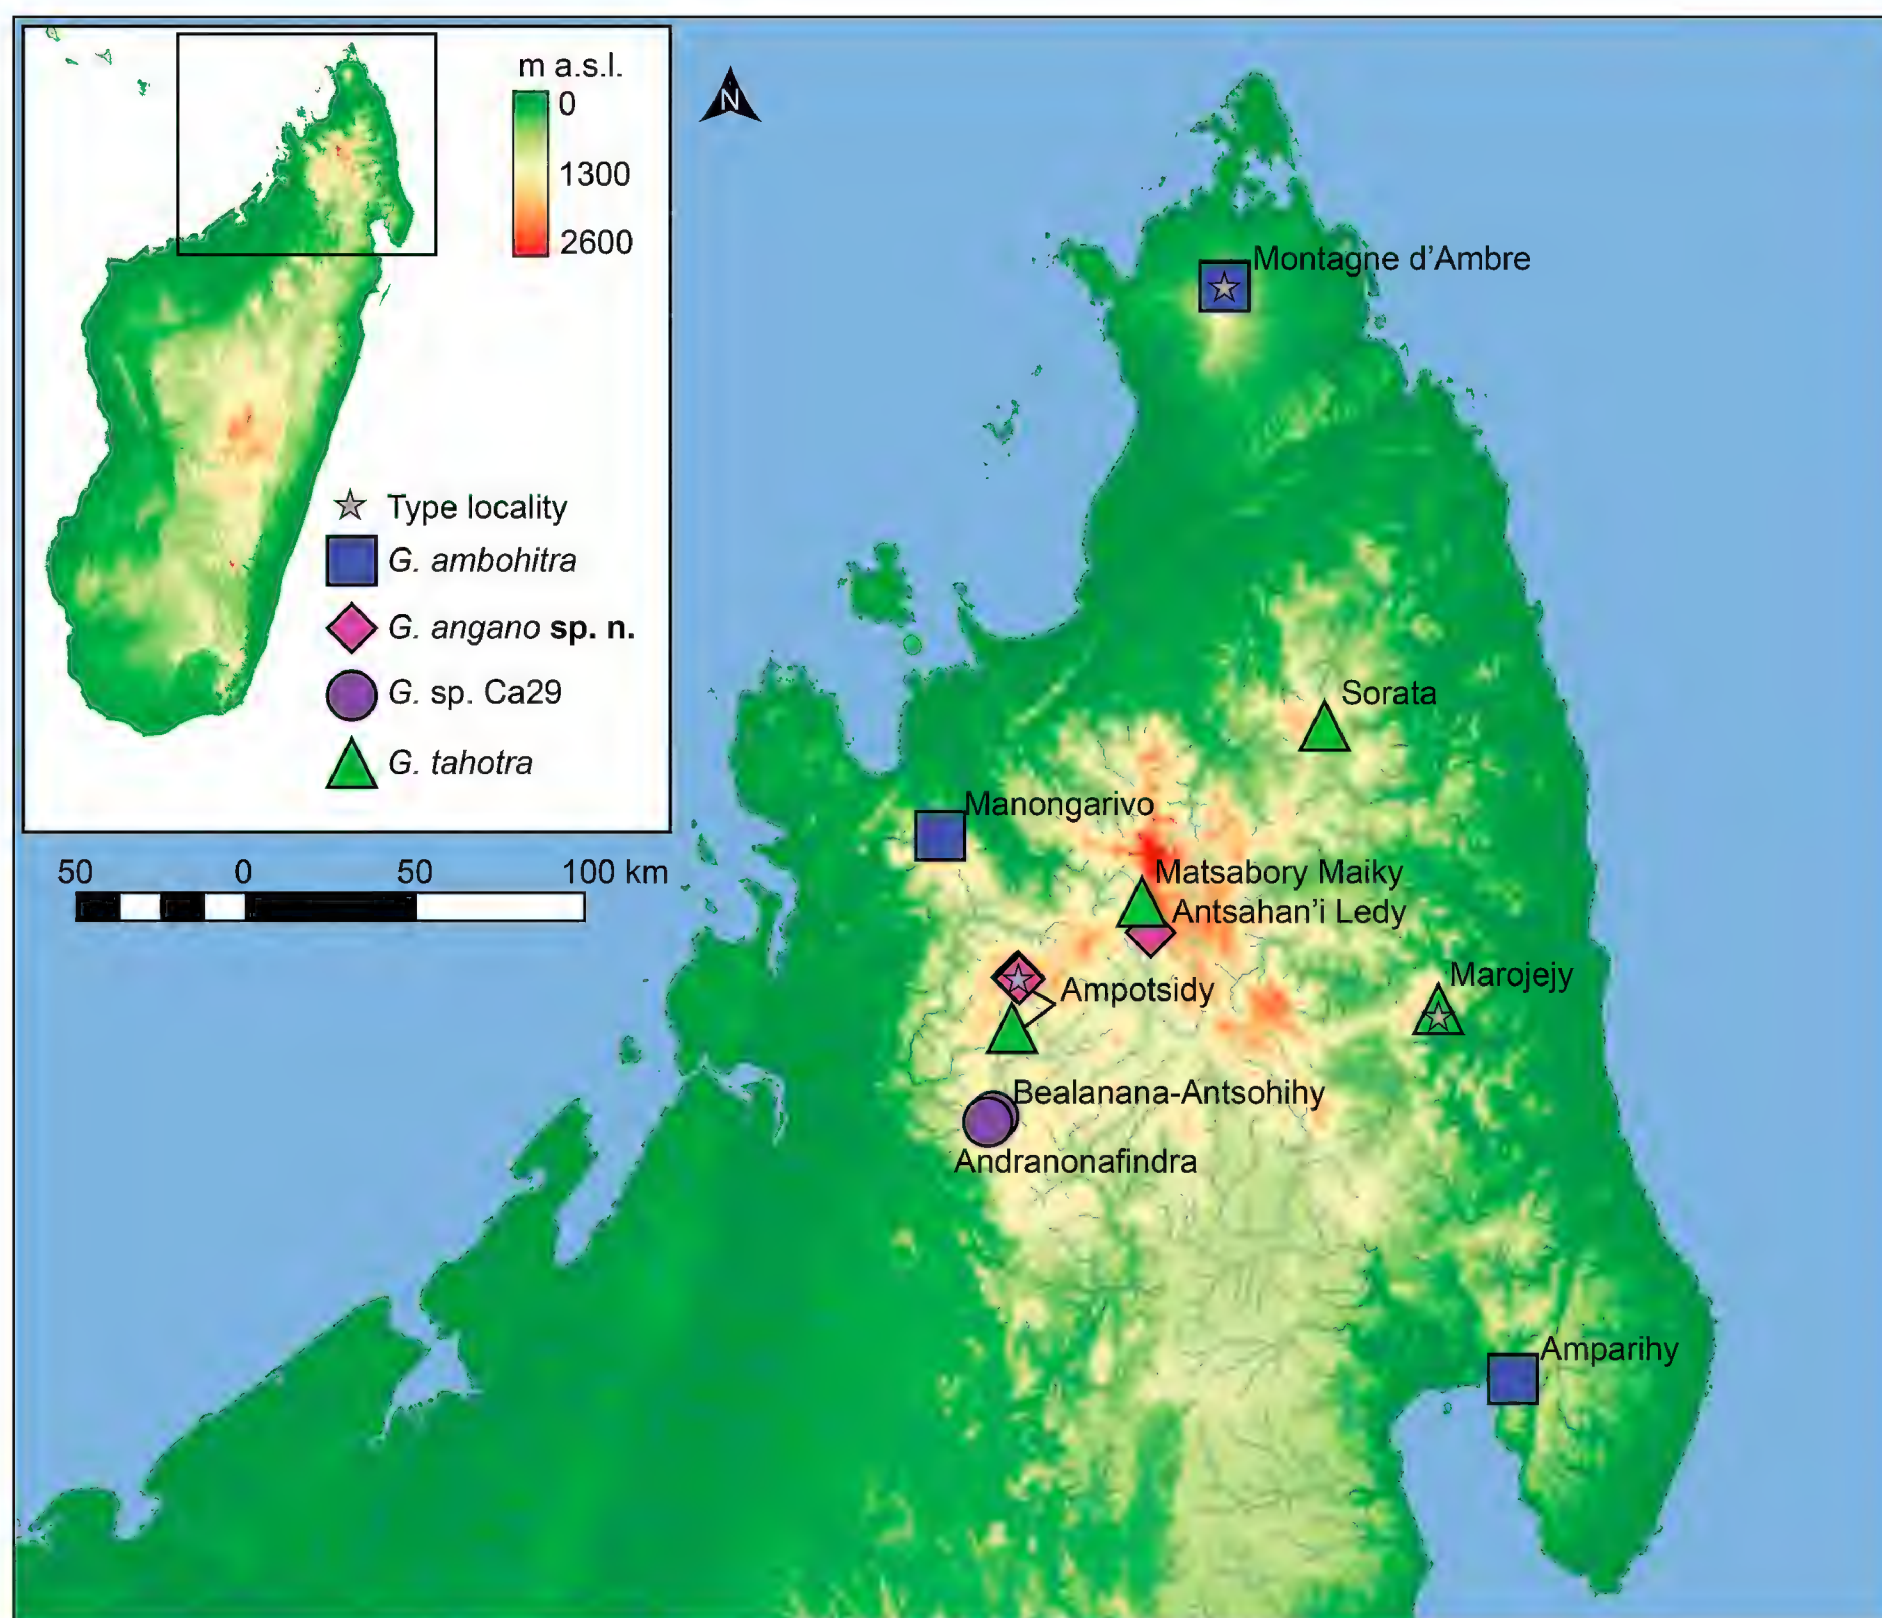 m a.s.l.
0
1300
2600
Type locality
G. ambohitra
G. angano sp. n.
G. sp. Ca29
G. tahotra
50 0 50 100 km
N
Montagne d'Ambre
Sorata
Manongarivo
Matsabory Maiky
Antsahan'i Ledy
Marojejy
Ampotsidy
Bealanana-Antsohihy
Andranonafindra
Amparihy